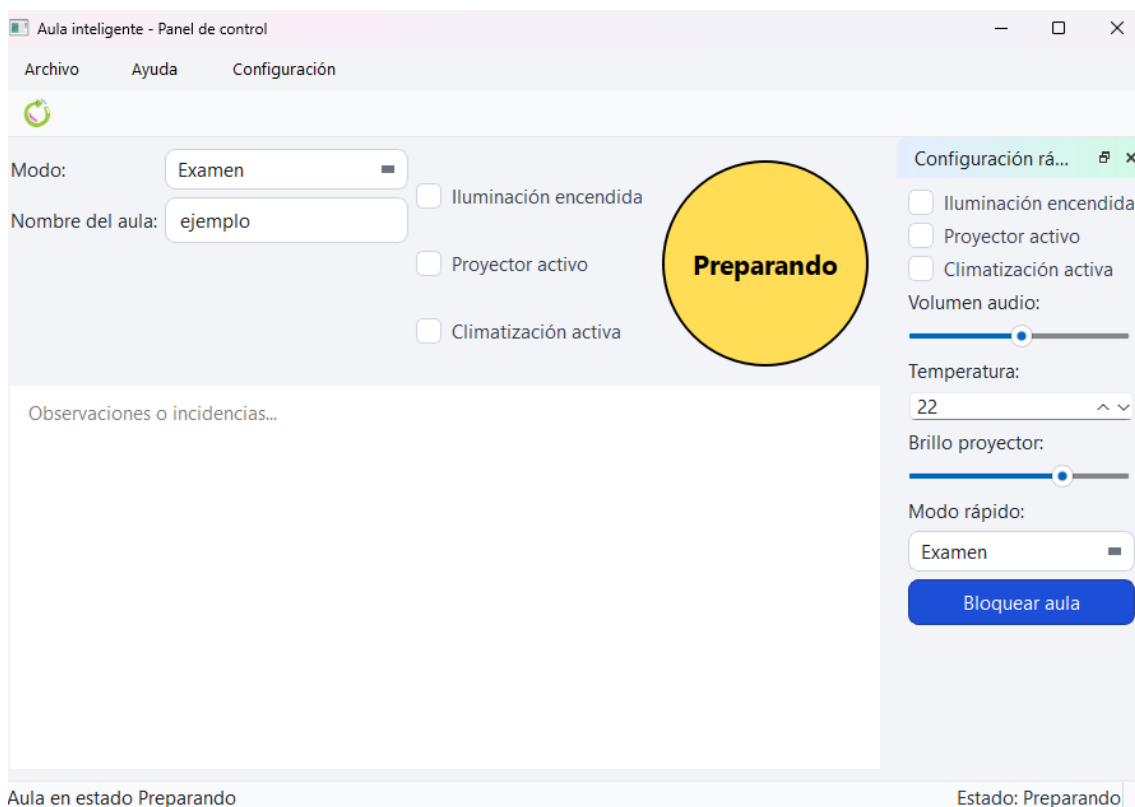 Aula inteligente - Panel de control
Archivo Ayuda Configuración
Modo: Examen
Nombre del aula: ejemplo
Iluminación encendida
Proyector activo
Climatización activa
Preparando
Observaciones o incidencias...
Configuración rá...
Iluminación encendida
Proyector activo
Climatización activa
Volumen audio:
Temperatura:
22
Brillo proyector:
Modo rápido:
Examen
Bloquear aula
Aula en estado Preparando
Estado: Preparando